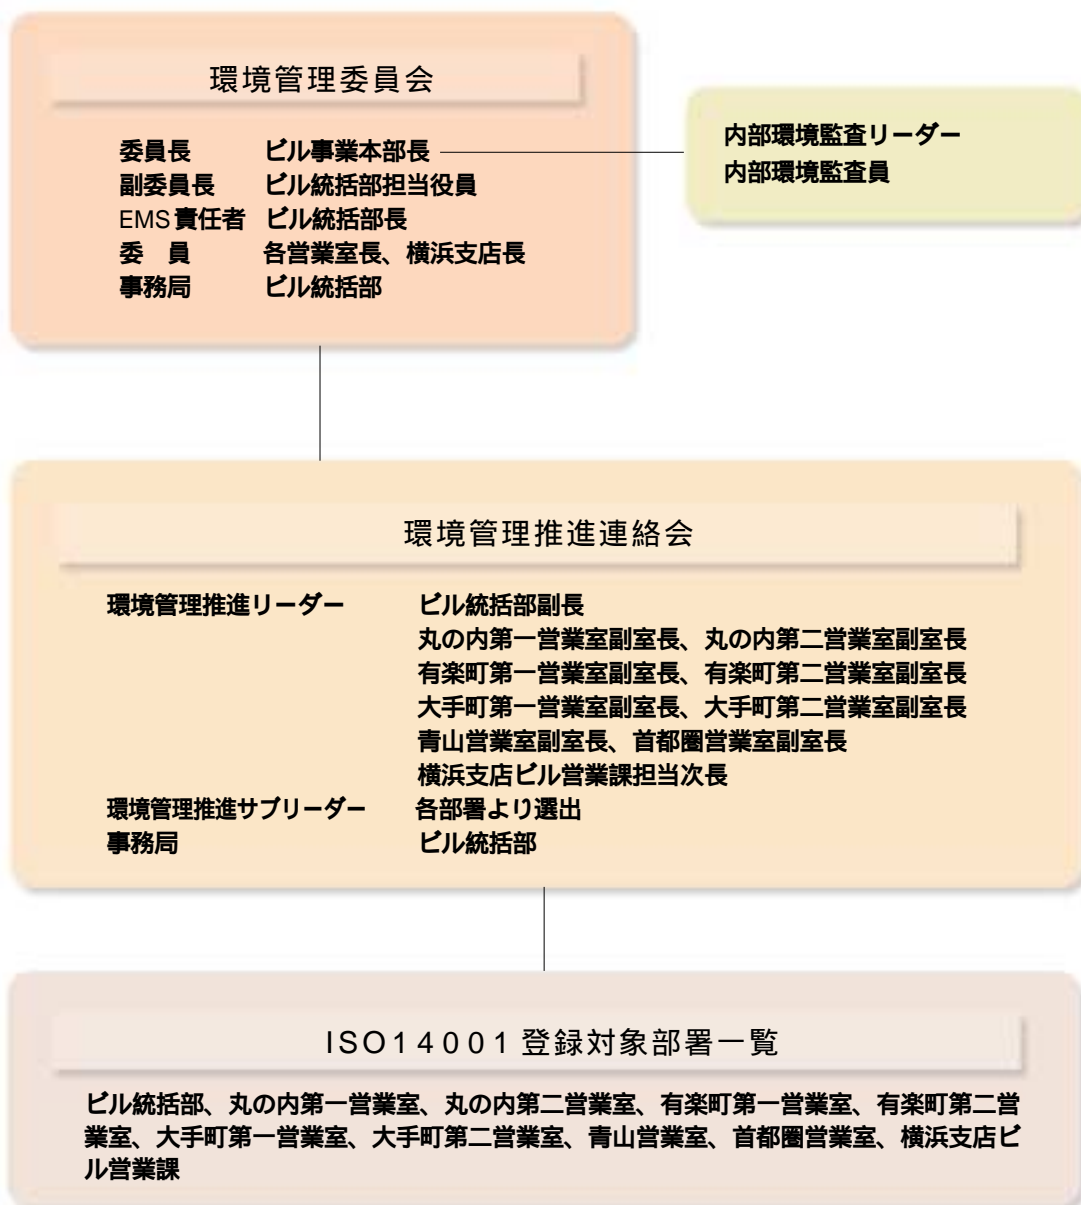 環境管理委員会
委員長 ビル事業本部長
副委員長 ビル統括部担当役員
EMS責任者 ビル統括部長
委 員 各営業室長、横浜支店長
事務局 ビル統括部
内部環境監査リーダー
内部環境監査員
環境管理推進連絡会
環境管理推進リーダー ビル統括部副長
丸の内第一営業室副室長、丸の内第二営業室副室長
有楽町第一営業室副室長、有楽町第二営業室副室長
大手町第一営業室副室長、大手町第二営業室副室長
青山営業室副室長、首都圏営業室副室長
横浜支店ビル営業課担当次長
環境管理推進サブリーダー 各部署より選出
事務局 ビル統括部
ISO14001登録対象部署一覧
ビル統括部、丸の内第一営業室、丸の内第二営業室、有楽町第一営業室、有楽町第二営
業室、大手町第一営業室、大手町第二営業室、青山営業室、首都圏営業室、横浜支店ビ
ル営業課